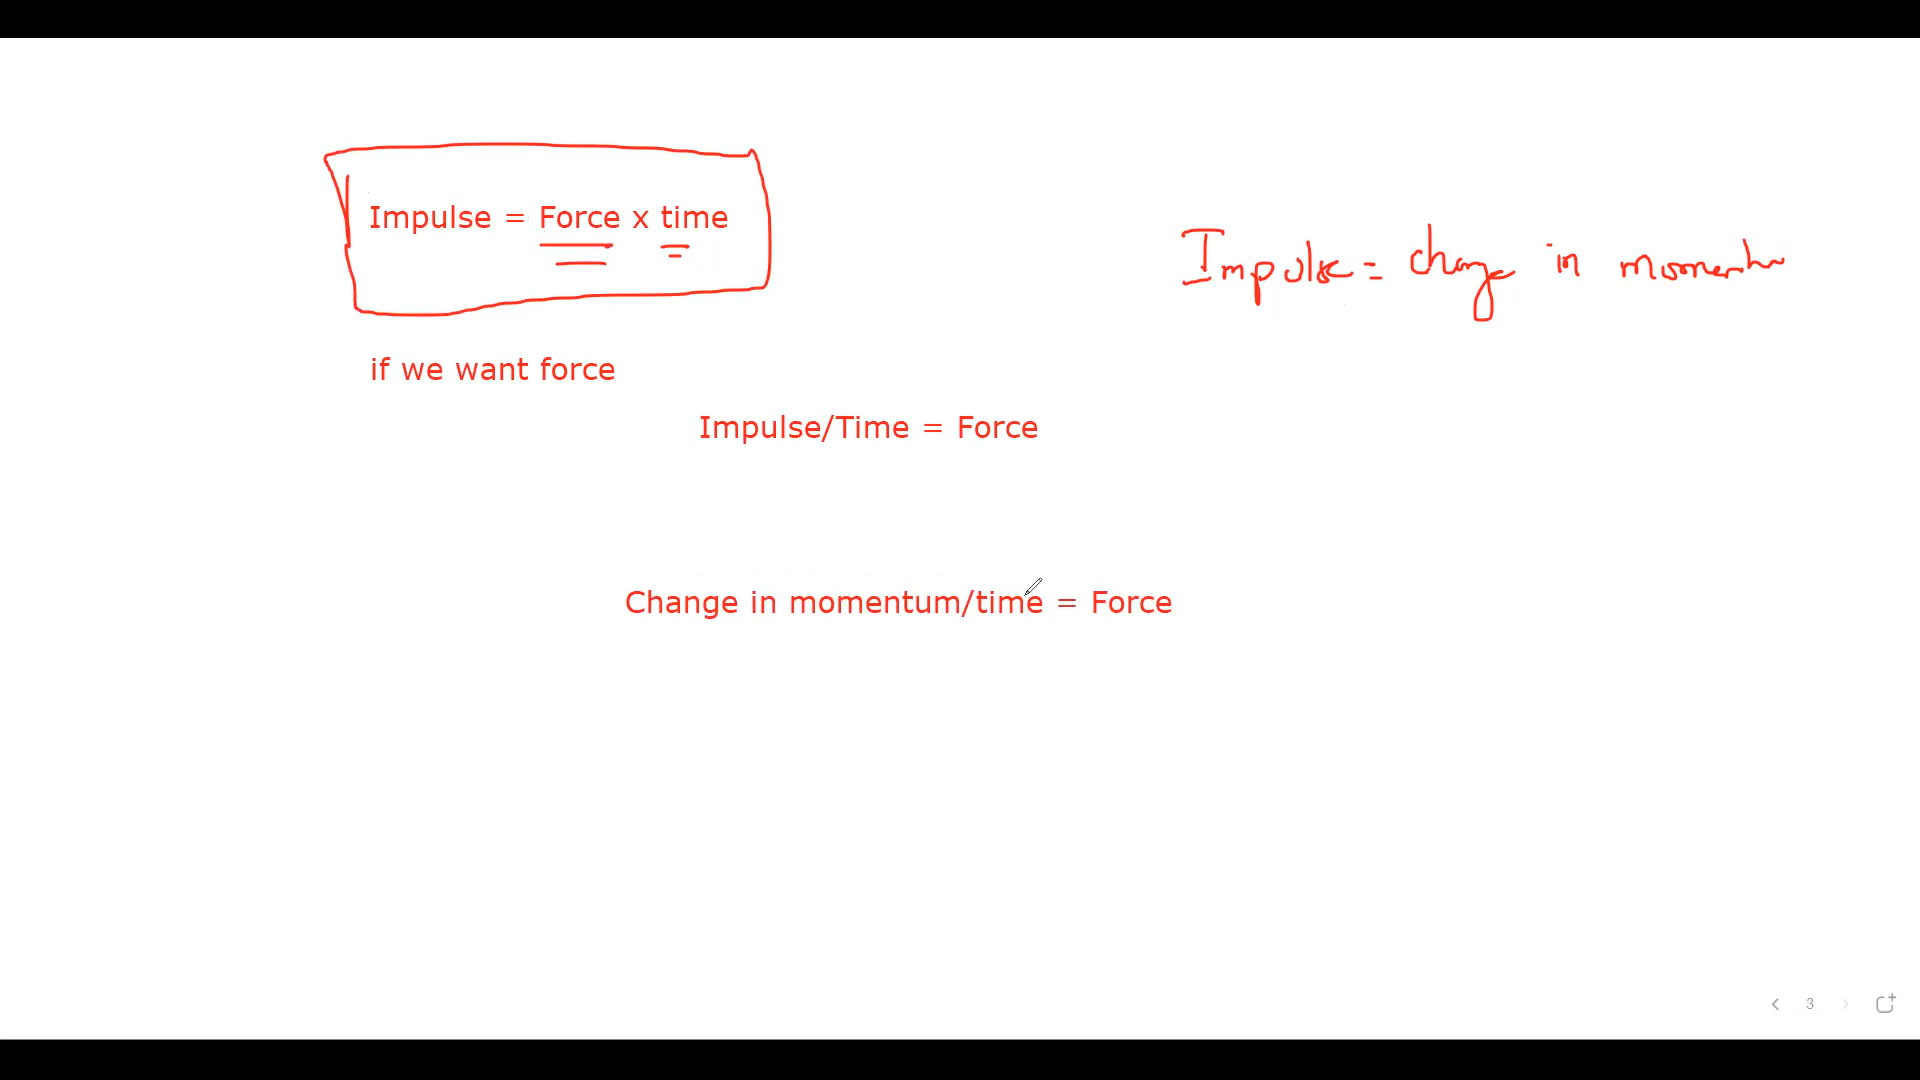 Impulse = Force x time
Impulse = change in momentu
if we want force
Impulse/Time = Force
Change in momentum/time = Force
3